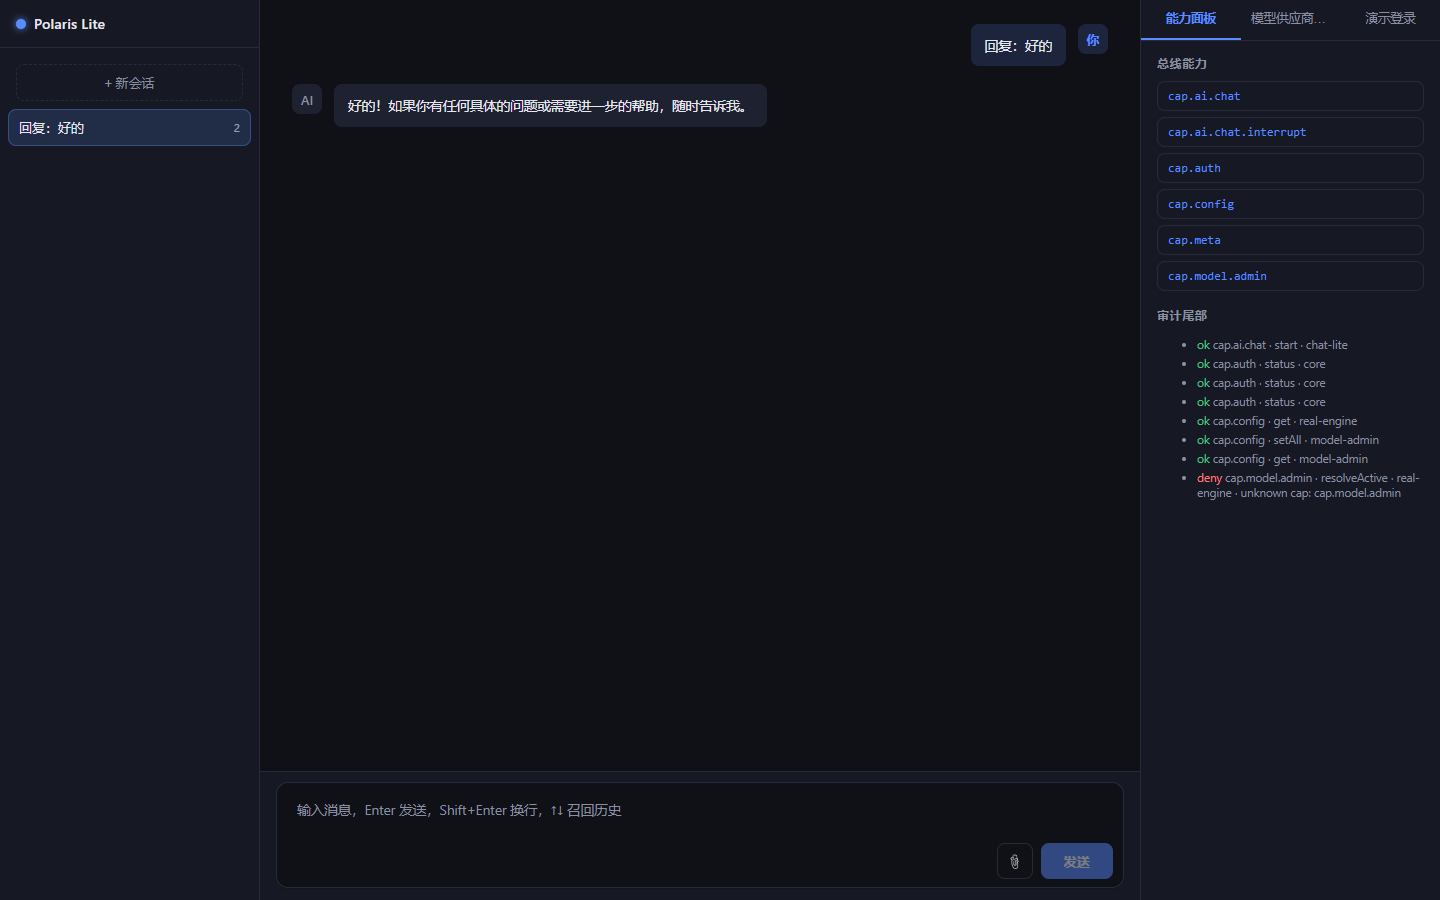 Polaris Lite
+ 新会话
回复：好的 2
回复：好的
你
AI
好的！如果你有任何具体的问题或需要进一步的帮助，随时告诉我。
输入消息，Enter 发送，Shift+Enter 换行，↑↓ 召回历史
发送
能力面板 模型供应商... 演示登录
总线能力
cap.ai.chat
cap.ai.chat.interrupt
cap.auth
cap.config
cap.meta
cap.model.admin
审计尾部
ok cap.ai.chat · start · chat-lite
ok cap.auth · status · core
ok cap.auth · status · core
ok cap.auth · status · core
ok cap.config · get · real-engine
ok cap.config · setAll · model-admin
ok cap.config · get · model-admin
deny cap.model.admin · resolveActive · real-
engine · unknown cap: cap.model.admin